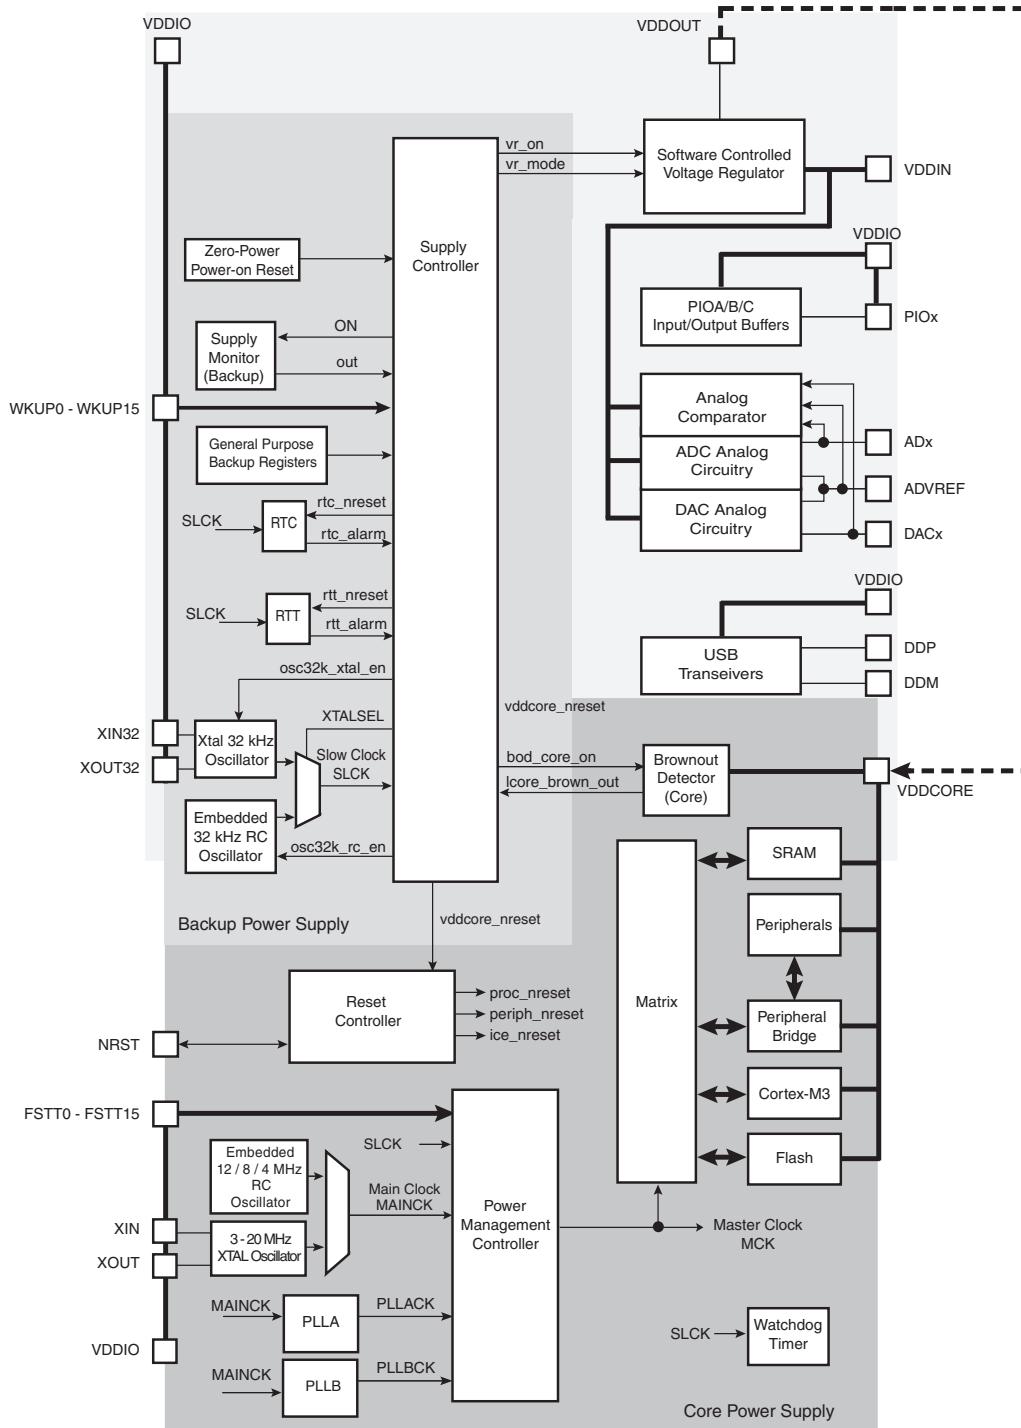 VDDIO
VDDOUT
vr_on
vr_mode
Software Controlled
Voltage Regulator
VDDIN
Supply
Controller
Zero-Power
Power-on Reset
VDDIO
PIOA/B/C
Input/Output Buffers
PIOx
ON
Supply
Monitor
(Backup)
out
WKUP0 - WKUP15
General Purpose
Backup Registers
Analog
Comparator
ADx
ADC Analog
Circuitry
ADVREF
DAC Analog
Circuitry
DACx
rtc_nreset
SLCK
RTC
rtc_alarm
rtt_nreset
SLCK
RTT
rtt_alarm
VDDIO
USB
Transeivers
DDP
DDM
osc32k_xtal_en
vddcore_nreset
XTALSEL
XIN32
Xtal 32 kHz
Oscillator
XOUT32
Slow Clock
SLCK
bod_core_on
lcore_brown_out
Brownout
Detector
(Core)
VDDCORE
Embedded
32 kHz RC
Oscillator
osc32k_rc_en
SRAM
Backup Power Supply
vddcore_nreset
Peripherals
Matrix
Reset
Controller
proc_nreset
periph_nreset
ice_nreset
Peripheral
Bridge
NRST
Cortex-M3
FSTT0 - FSTT15
SLCK
Flash
Embedded
12 / 8 / 4 MHz
RC
Oscillator
Main Clock
MAINCK
Power
Management
Controller
XIN
3 - 20 MHz
XTAL Oscillator
XOUT
Master Clock
MCK
MAINCK
PLLA
PLLACK
SLCK
Watchdog
Timer
VDDIO
MAINCK
PLLB
PLLBCK
Core Power Supply